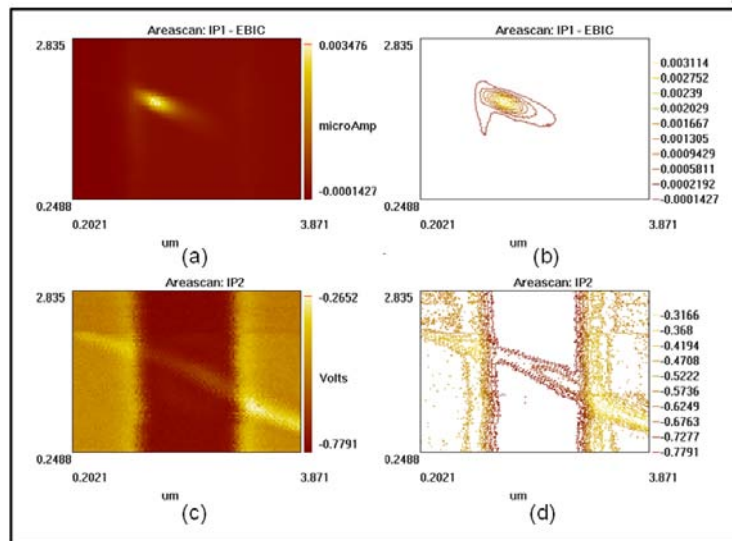 Areascan: IP1 - EBIC
2.835
0.003476
microAmp
-0.0001427
0.2488
0.2021
3.871
um
(a)
Areascan: IP1 - EBIC
2.835
0.003114
0.002752
0.00239
0.002029
0.001667
0.001305
0.0009429
0.0005811
0.0002192
-0.0001427
0.2488
0.2021
3.871
um
(b)
Areascan: IP2
2.835
-0.2652
Volts
-0.7791
0.2488
0.2021
3.871
um
(c)
Areascan: IP2
2.835
-0.3166
-0.368
-0.4194
-0.4708
-0.5222
-0.5736
-0.6249
-0.6763
-0.7277
-0.7791
0.2488
0.2021
3.871
um
(d)